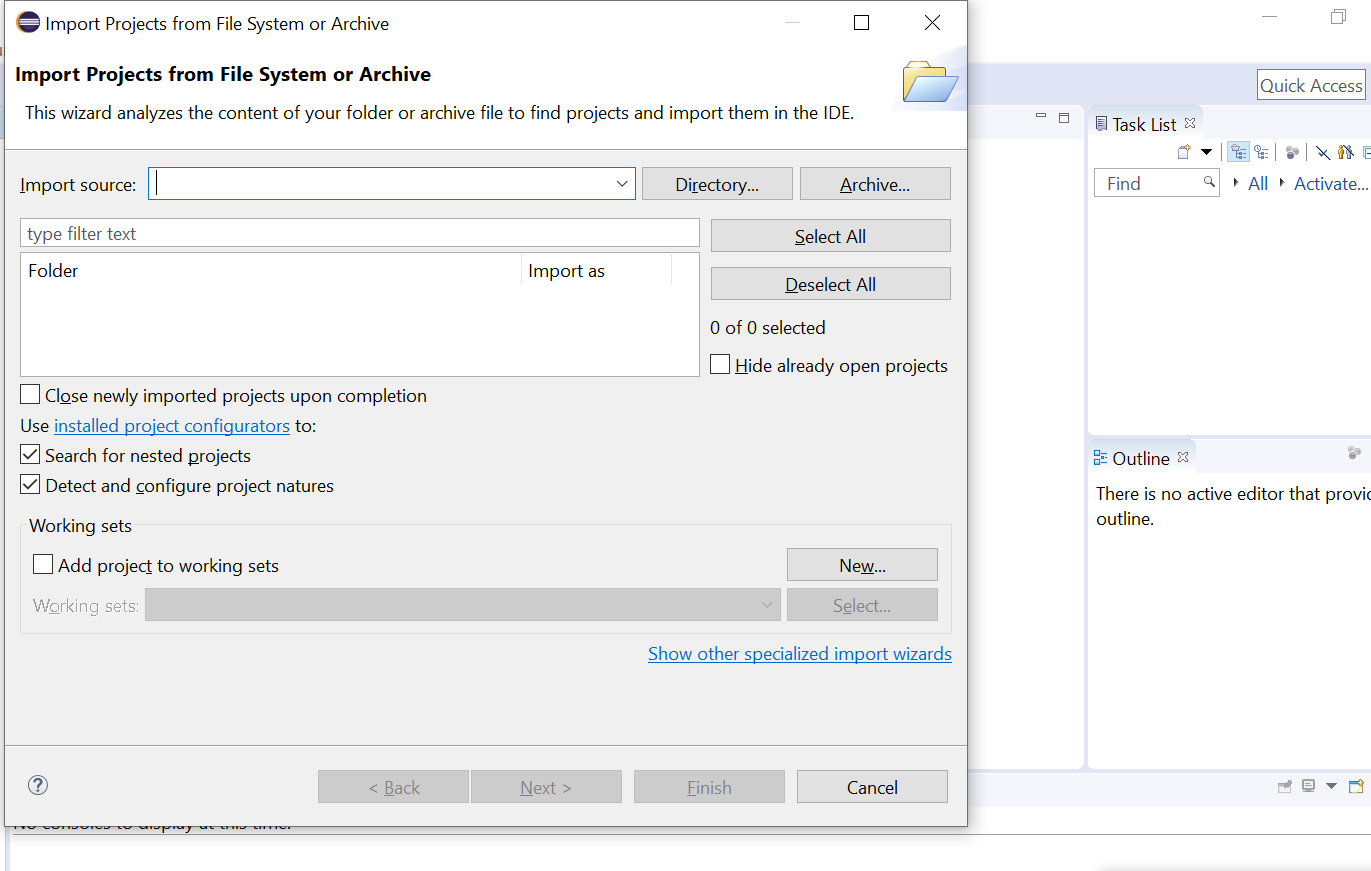 Import Projects from File System or Archive
Import Projects from File System or Archive
This wizard analyzes the content of your folder or archive file to find projects and import them in the IDE.
Import source:
Directory...
Archive...
type filter text
Select All
Folder
Import as
Deselect All
0 of 0 selected
Hide already open projects
Close newly imported projects upon completion
Use installed project configurators to:
Search for nested projects
Detect and configure project natures
Working sets
Add project to working sets
New...
Working sets:
Select...
Show other specialized import wizards
?
< Back
Next >
Finish
Cancel
No consoles to display at this time.
Quick Access
Task List
Find
All
Activate...
Outline
There is no active editor that provid
outline.